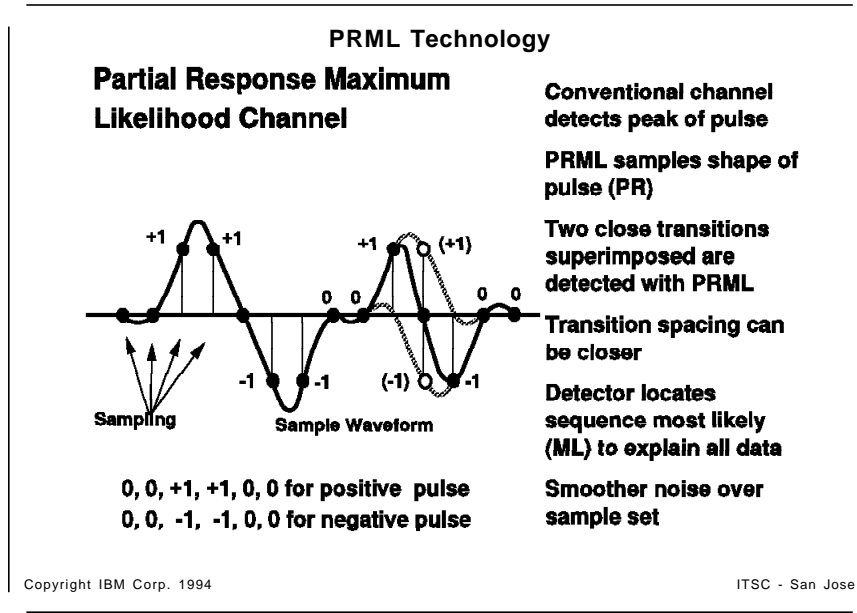 PRML Technology
Partial Response Maximum
Likelihood Channel
Conventional channel
detects peak of pulse
PRML samples shape of
pulse (PR)
Two close transitions
superimposed are
detected with PRML
Transition spacing can
be closer
Detector locates
sequence most likely
(ML) to explain all data
Smoother noise over
sample set
+1 +1 +1 (+1)
0 0 0 0
-1 -1 (-1) -1
Sampling
Sample Waveform
0, 0, +1, +1, 0, 0 for positive pulse
0, 0, -1, -1, 0, 0 for negative pulse
Copyright IBM Corp. 1994
ITSC - San Jose